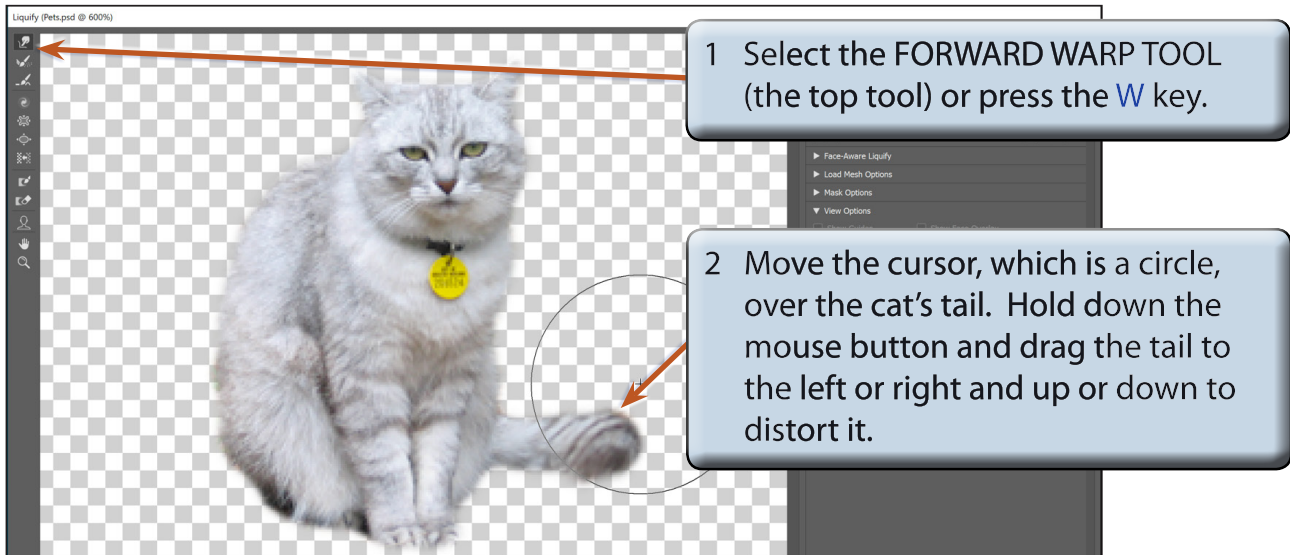 Liquify (Pets.psd @ 600%)
1 Select the FORWARD WARP TOOL
(the top tool) or press the W key.
Face-Aware Liquify
Load Mesh Options
Mask Options
View Options
2 Move the cursor, which is a circle,
over the cat's tail. Hold down the
mouse button and drag the tail to
the left or right and up or down to
distort it.